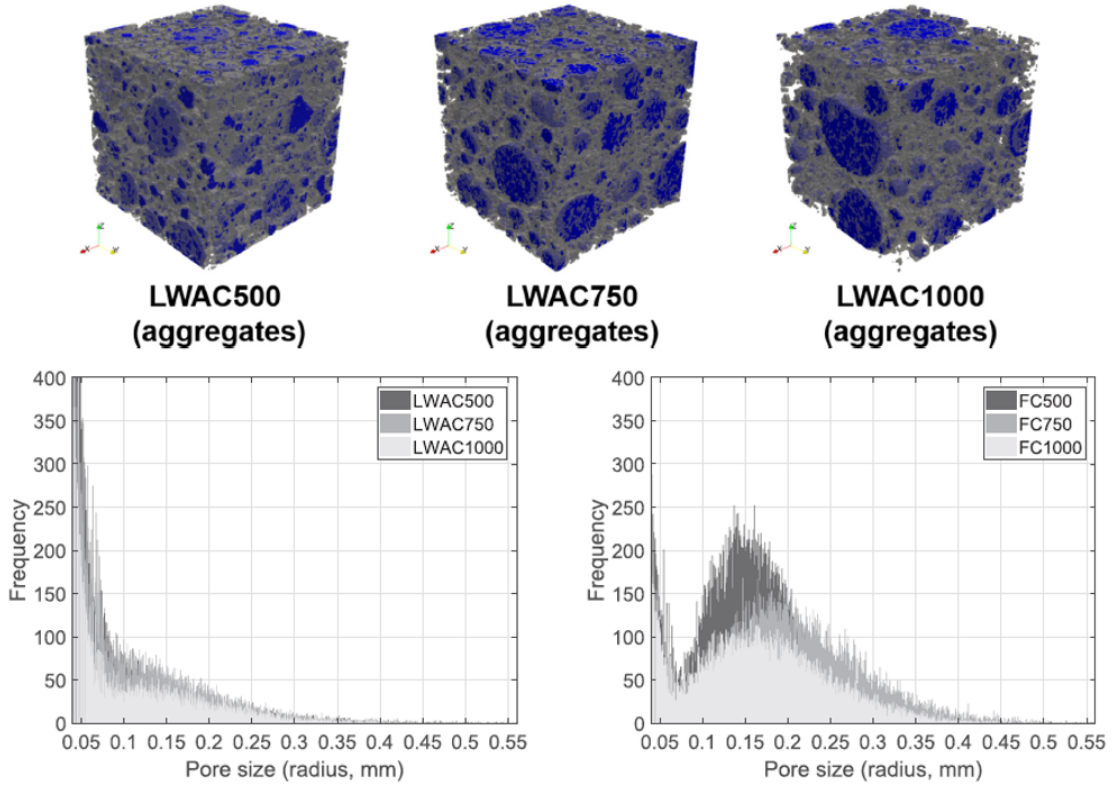 Z
X
Y
Z
X
Y
Z
X
Y
LWAC500
(aggregates)
LWAC750
(aggregates)
LWAC1000
(aggregates)
400
350
300
250
200
150
100
50
0
Frequency
LWAC500
LWAC750
LWAC1000
0.05 0.1 0.15 0.2 0.25 0.3 0.35 0.4 0.45 0.5 0.55
Pore size (radius, mm)
400
350
300
250
200
150
100
50
0
Frequency
FC500
FC750
FC1000
0.05 0.1 0.15 0.2 0.25 0.3 0.35 0.4 0.45 0.5 0.55
Pore size (radius, mm)